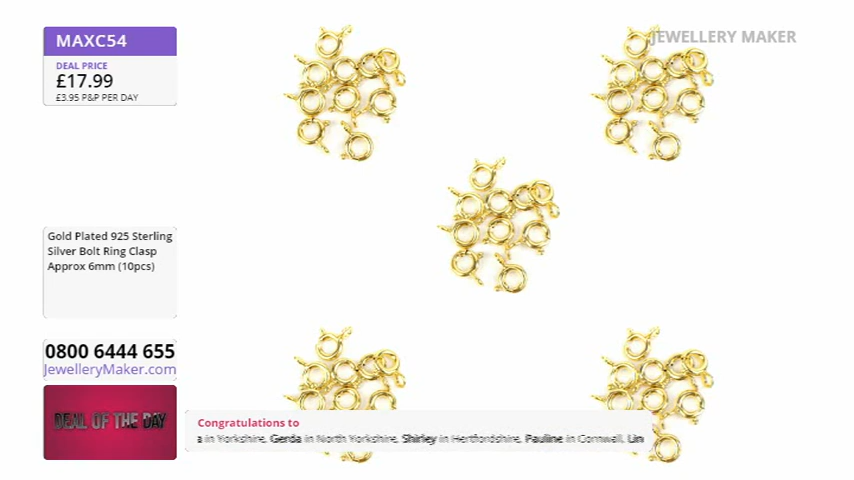 MAXC54
DEAL PRICE
£17.99
£3.95 P&P PER DAY
JEWELLERY MAKER
Gold Plated 925 Sterling
Silver Bolt Ring Clasp
Approx 6mm (10pcs)
0800 6444 655
JewelleryMaker.com
DEAL OF THE DAY
Congratulations to
a in Yorkshire, Gerda in North Yorkshire, Shirley in Hertfordshire, Pauline in Cornwall, Lin